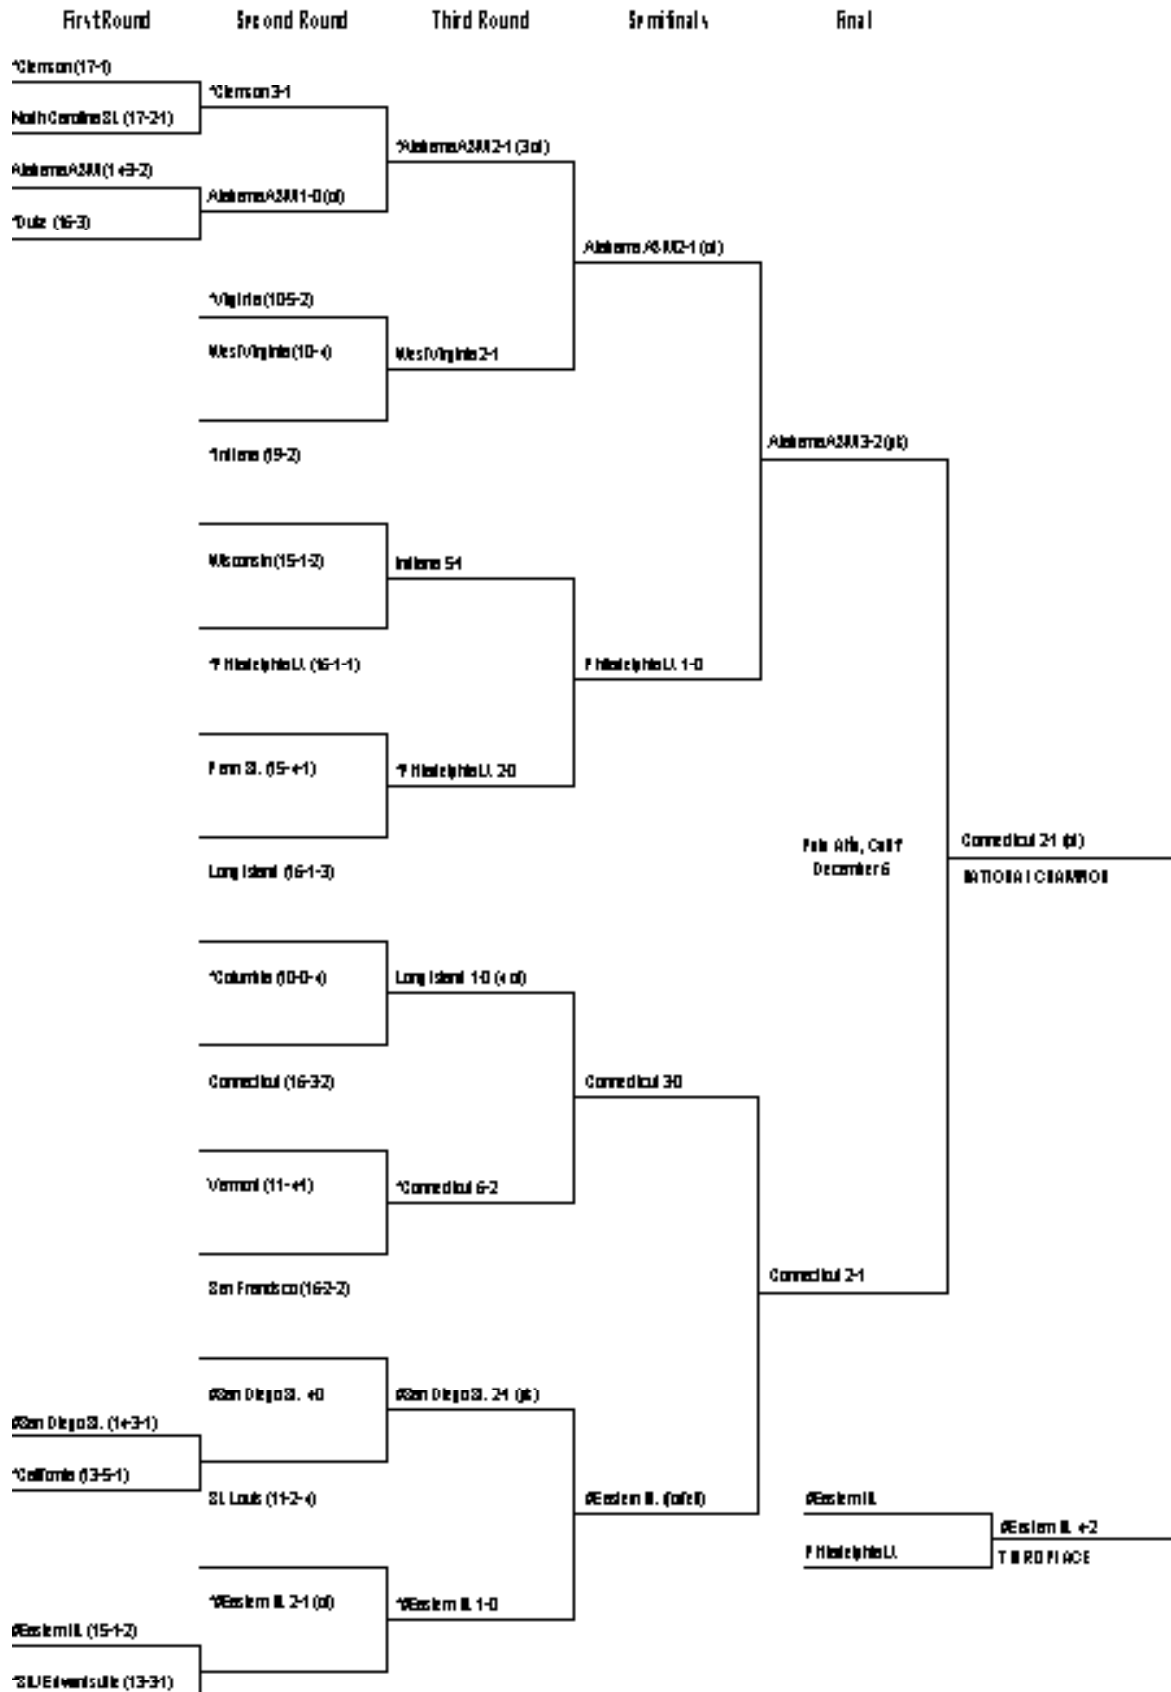 First Round
Second Round
Third Round
Semifinals
Final
*Clemson (17-1)
North Carolina St. (17-2-1)
Alabama A&M (14-3-2)
*Duke (16-3)
*Clemson 3-1
Alabama A&M 1-0 (ot)
*Virginia (10-5-2)
West Virginia (10-4)
*Indiana (19-2)
Wisconsin (15-1-2)
*Philadelphia U. (16-1-1)
Penn St. (15-4-1)
Long Island (16-1-3)
*Columbia (10-0-4)
Connecticut (16-3-2)
Vermont (11-4-1)
San Francisco (16-2-2)
#San Diego St. 4-0
#San Diego St. (14-3-1)
*California (13-5-1)
St. Louis (11-2-4)
*#Eastern Ill. 2-1 (ot)
#Eastern Ill. (15-1-2)
*SIU Edwardsville (13-3-1)
*Alabama A&M 2-1 (3 ot)
West Virginia 2-1
Indiana 5-1
*Philadelphia U. 2-0
Long Island 1-0 (4 ot)
*Connecticut 6-2
#San Diego St. 2-1 (pk)
*#Eastern Ill. 1-0
Alabama A&M 2-1 (ot)
Philadelphia U. 1-0
Connecticut 3-0
#Eastern Ill. (forfeit)
Alabama A&M 3-2 (pk)
Connecticut 2-1
Palo Alto, Calif
December 6
Connecticut 2-1 (ot)
NATIONAL CHAMPION
#Eastern Ill.
Philadelphia U.
#Eastern Ill. 4-2
THIRD PLACE